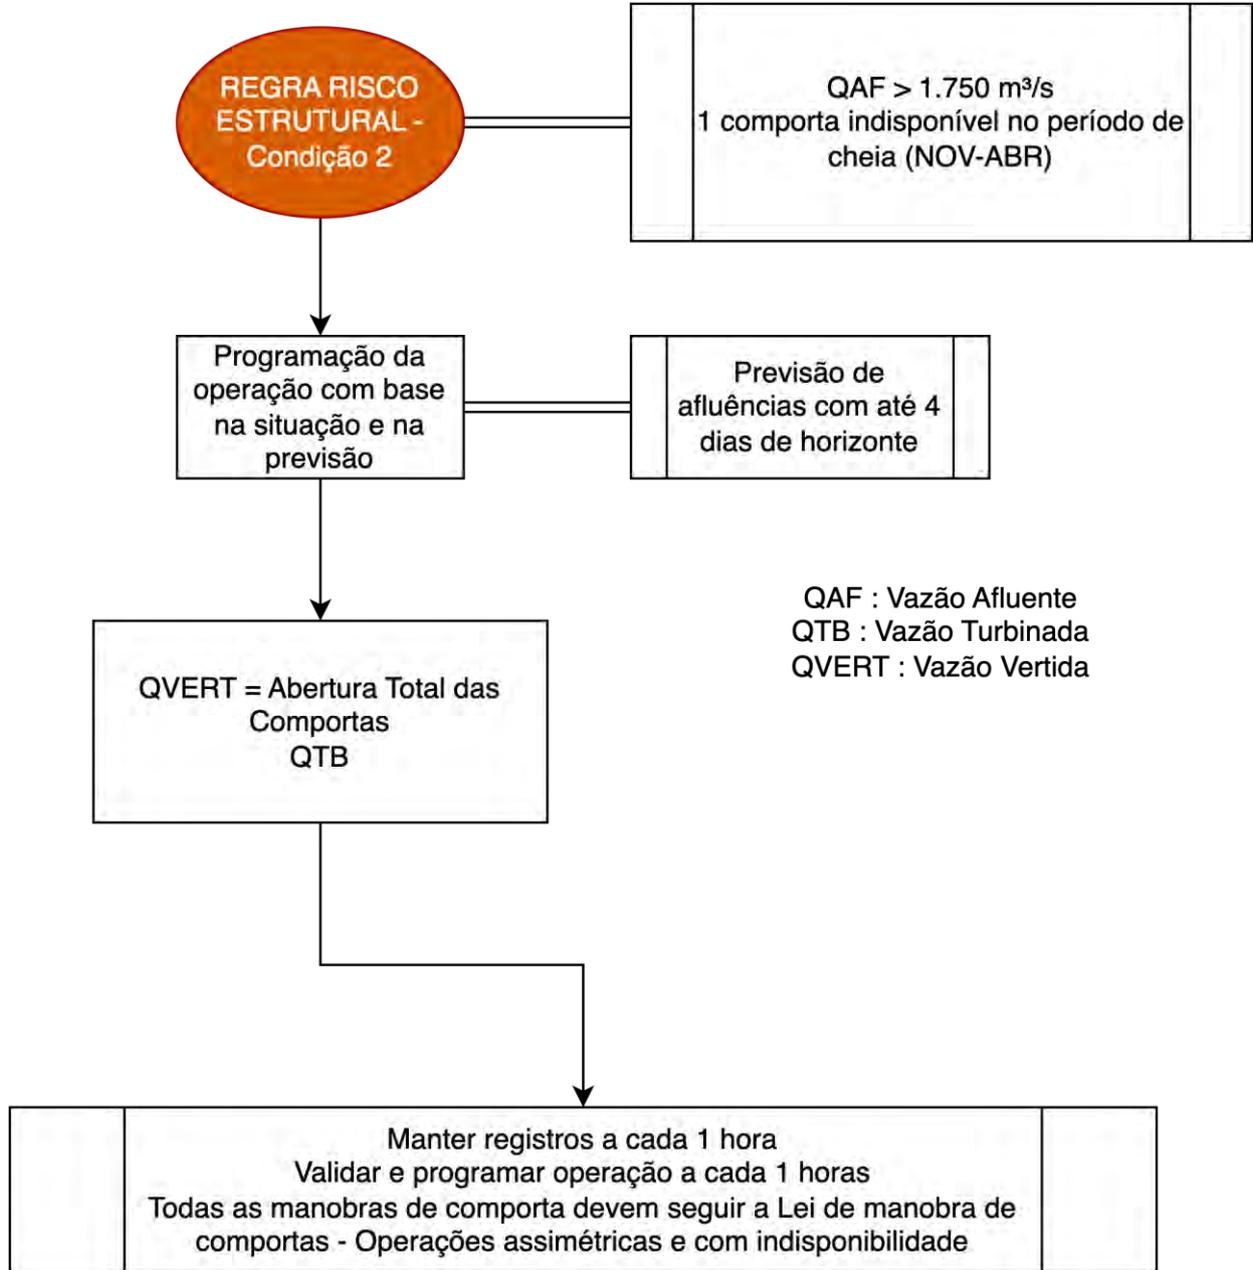 REGRA RISCO
ESTRUTURAL -
Condição 2
QAF > 1.750 m³/s
1 comporta indisponível no período de
cheia (NOV-ABR)
Programação da
operação com base
na situação e na
previsão
Previsão de
afluências com até 4
dias de horizonte
QAF : Vazão Afluente
QTB : Vazão Turbinada
QVERT : Vazão Vertida
QVERT = Abertura Total das
Comportas
QTB
Manter registros a cada 1 hora
Validar e programar operação a cada 1 horas
Todas as manobras de comporta devem seguir a Lei de manobra de
comportas - Operações assimétricas e com indisponibilidade